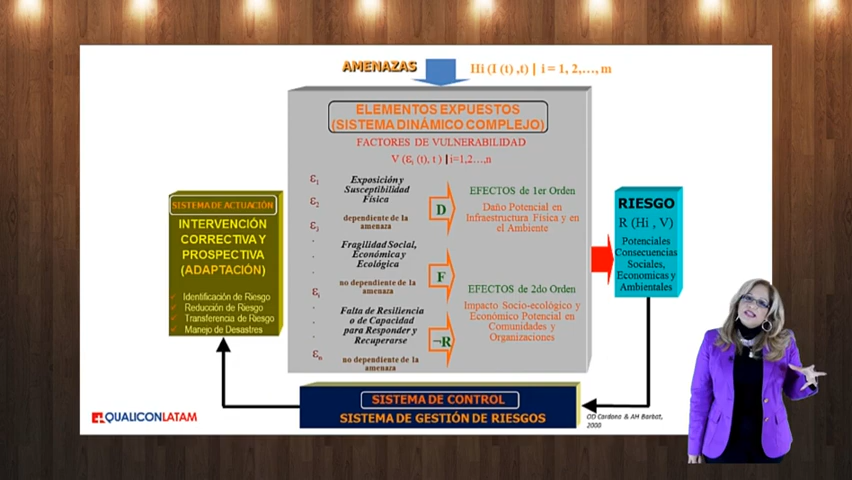 AMENAZAS
Hi (I (t) ,t) | i = 1, 2,…, m
ELEMENTOS EXPUESTOS
(SISTEMA DINÁMICO COMPLEJO)
FACTORES DE VULNERABILIDAD
V (εi (t), t ) | i=1,2…,n
ε1
ε2
ε3
.
.
.
εi
.
.
.
εn
Exposición y
Susceptibilidad
Física
dependiente de la
amenaza
D
EFECTOS de 1er Orden
Daño Potencial en
Infraestructura Física y en
el Ambiente
Fragilidad Social,
Económica y
Ecológica
no dependiente de la
amenaza
F
EFECTOS de 2do Orden
Impacto Socio-ecológico y
Económico Potencial en
Comunidades y
Organizaciones
Falta de Resiliencia
o de Capacidad
para Responder y
Recuperarse
no dependiente de la
amenaza
¬R
SISTEMA DE ACTUACIÓN
INTERVENCIÓN
CORRECTIVA Y
PROSPECTIVA
(ADAPTACIÓN)
✓ Identificación de Riesgo
✓ Reducción de Riesgo
✓ Transferencia de Riesgo
✓ Manejo de Desastres
RIESGO
R (Hi , V)
Potenciales
Consecuencias
Sociales,
Economicas y
Ambientales
SISTEMA DE CONTROL
SISTEMA DE GESTIÓN DE RIESGOS
OD Cardona & AH Barbat,
2000
QUALICONLATAM